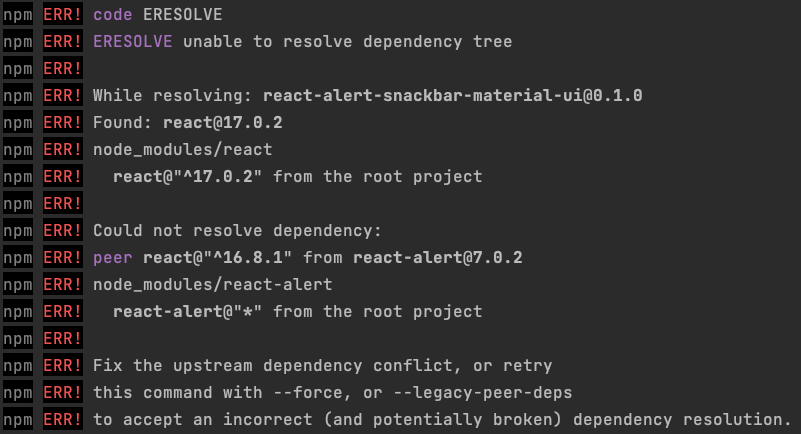 npm ERR! code ERESOLVE
npm ERR! ERESOLVE unable to resolve dependency tree
npm ERR!
npm ERR! While resolving: react-alert-snackbar-material-ui@0.1.0
npm ERR! Found: react@17.0.2
npm ERR! node_modules/react
npm ERR!   react@"^17.0.2" from the root project
npm ERR!
npm ERR! Could not resolve dependency:
npm ERR! peer react@"^16.8.1" from react-alert@7.0.2
npm ERR! node_modules/react-alert
npm ERR!   react-alert@"*" from the root project
npm ERR!
npm ERR! Fix the upstream dependency conflict, or retry
npm ERR! this command with --force, or --legacy-peer-deps
npm ERR! to accept an incorrect (and potentially broken) dependency resolution.